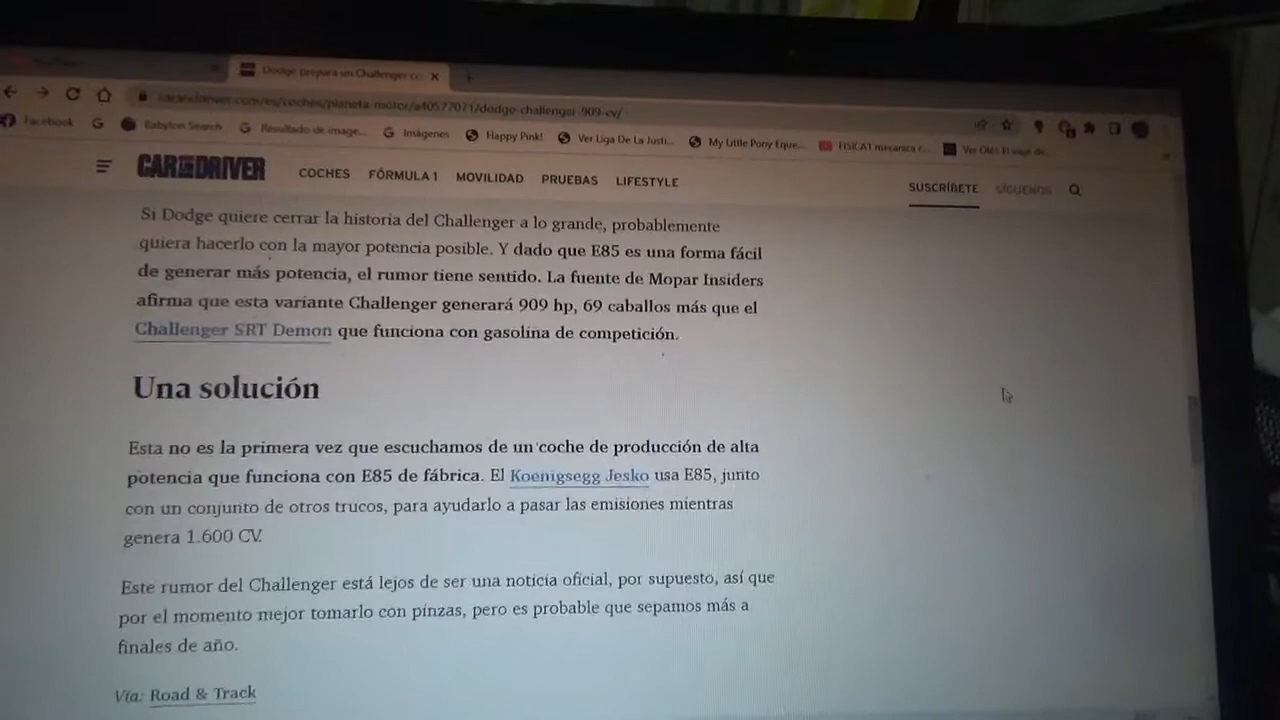 Dodge prepara un Challenger co
carandriver.com/es/coches/planeta-motor/a40577071/dodge-challenger-909-cv/
Facebook Babylon Search Resultado de image... Imágenes Happy Pink! Ver Liga De La Justi... My Little Pony Eque... FISICA1 mecanica c...
CAR AND DRIVER COCHES FÓRMULA 1 MOVILIDAD PRUEBAS LIFESTYLE SUSCRÍBETE SÍGUENOS
Si Dodge quiere cerrar la historia del Challenger a lo grande, probablemente
quiera hacerlo con la mayor potencia posible. Y dado que E85 es una forma fácil
de generar más potencia, el rumor tiene sentido. La fuente de Mopar Insiders
afirma que esta variante Challenger generará 909 hp, 69 caballos más que el
Challenger SRT Demon que funciona con gasolina de competición.
Una solución
Esta no es la primera vez que escuchamos de un coche de producción de alta
potencia que funciona con E85 de fábrica. El Koenigsegg Jesko usa E85, junto
con un conjunto de otros trucos, para ayudarlo a pasar las emisiones mientras
genera 1.600 CV.
Este rumor del Challenger está lejos de ser una noticia oficial, por supuesto, así que
por el momento mejor tomarlo con pinzas, pero es probable que sepamos más a
finales de año.
Vía: Road & Track